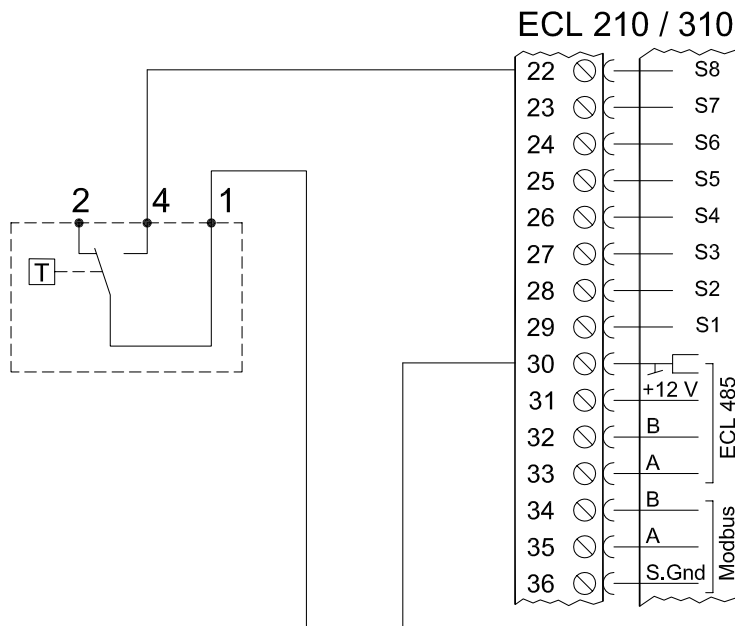 ECL 210 / 310
22 S8
23 S7
24 S6
25 S5
26 S4
27 S3
28 S2
29 S1
30
31 +12 V
32 B
33 A
ECL 485
34 B
35 A
36 S.Gnd
Modbus
2 4 1
T